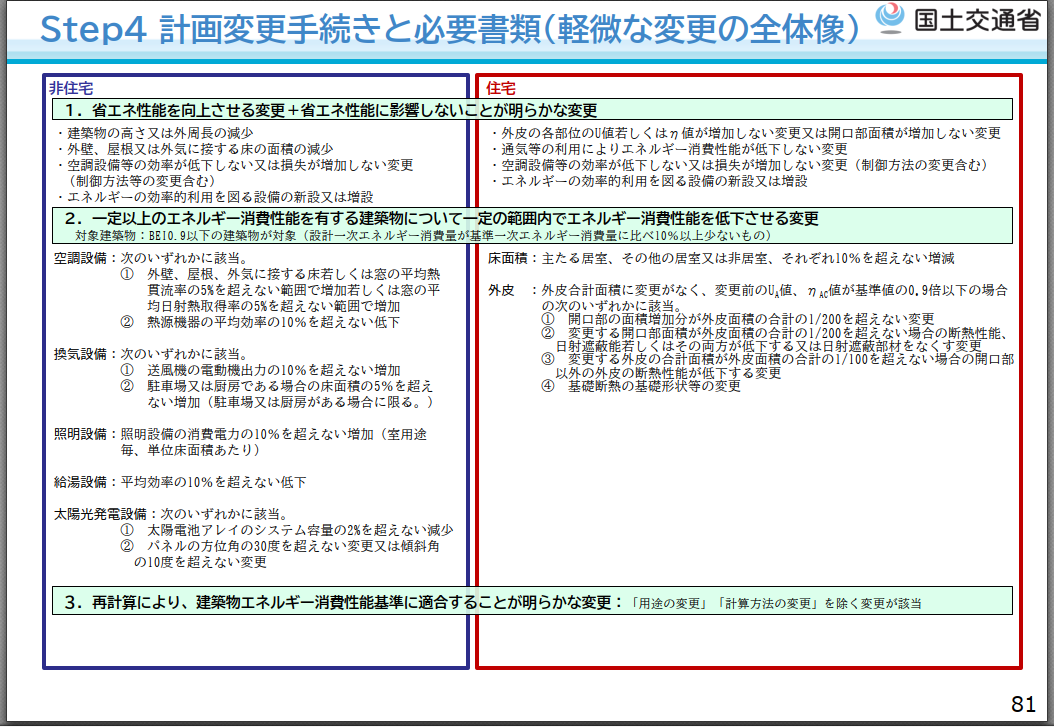 Step4 計画変更手続きと必要書類(軽微な変更の全体像)
国土交通省
非住宅
住宅
1．省エネ性能を向上させる変更＋省エネ性能に影響しないことが明らかな変更
・建築物の高さ又は外周長の減少
・外壁、屋根又は外気に接する床の面積の減少
・空調設備等の効率が低下しない又は損失が増加しない変更
（制御方法等の変更含む）
・エネルギーの効率的利用を図る設備の新設又は増設
・外皮の各部位のU値若しくはη値が増加しない変更又は開口部面積が増加しない変更
・通気等の利用によりエネルギー消費性能が低下しない変更
・空調設備等の効率が低下しない又は損失が増加しない変更（制御方法の変更含む）
・エネルギーの効率的利用を図る設備の新設又は増設
2．一定以上のエネルギー消費性能を有する建築物について一定の範囲内でエネルギー消費性能を低下させる変更
対象建築物：BEI0.9以下の建築物が対象（設計一次エネルギー消費量が基準一次エネルギー消費量に比べ10%以上少ないもの）
空調設備：次のいずれかに該当。
① 外壁、屋根、外気に接する床若しくは窓の平均熱
貫流率の5%を超えない範囲で増加若しくは窓の平
均日射熱取得率の5%を超えない範囲で増加
② 熱源機器の平均効率の10%を超えない低下
換気設備：次のいずれかに該当。
① 送風機の電動機出力の10%を超えない増加
② 駐車場又は厨房である場合の床面積の5%を超え
ない増加（駐車場又は厨房がある場合に限る。）
照明設備：照明設備の消費電力の10%を超えない増加（室用途
毎、単位床面積あたり）
給湯設備：平均効率の10%を超えない低下
太陽光発電設備：次のいずれかに該当。
① 太陽電池アレイのシステム容量の2%を超えない減少
② パネルの方位角の30度を超えない変更又は傾斜角
の10度を超えない変更
床面積：主たる居室、その他の居室又は非居室、それぞれ10%を超えない増減
外皮 ：外皮合計面積に変更がなく、変更前のUA値、ηAC値が基準値の0.9倍以下の場合
の次のいずれかに該当。
① 開口部の面積増加分が外皮面積の合計の1/200を超えない変更
② 変更する開口部面積が外皮面積の合計の1/200を超えない場合の断熱性能、
日射遮蔽能若しくはその両方が低下する又は日射遮蔽部材をなくす変更
③ 変更する外皮の合計面積が外皮面積の合計の1/100を超えない場合の開口部
以外の外皮の断熱性能が低下する変更
④ 基礎断熱の基礎形状等の変更
3．再計算により、建築物エネルギー消費性能基準に適合することが明らかな変更：「用途の変更」「計算方法の変更」を除く変更が該当
81